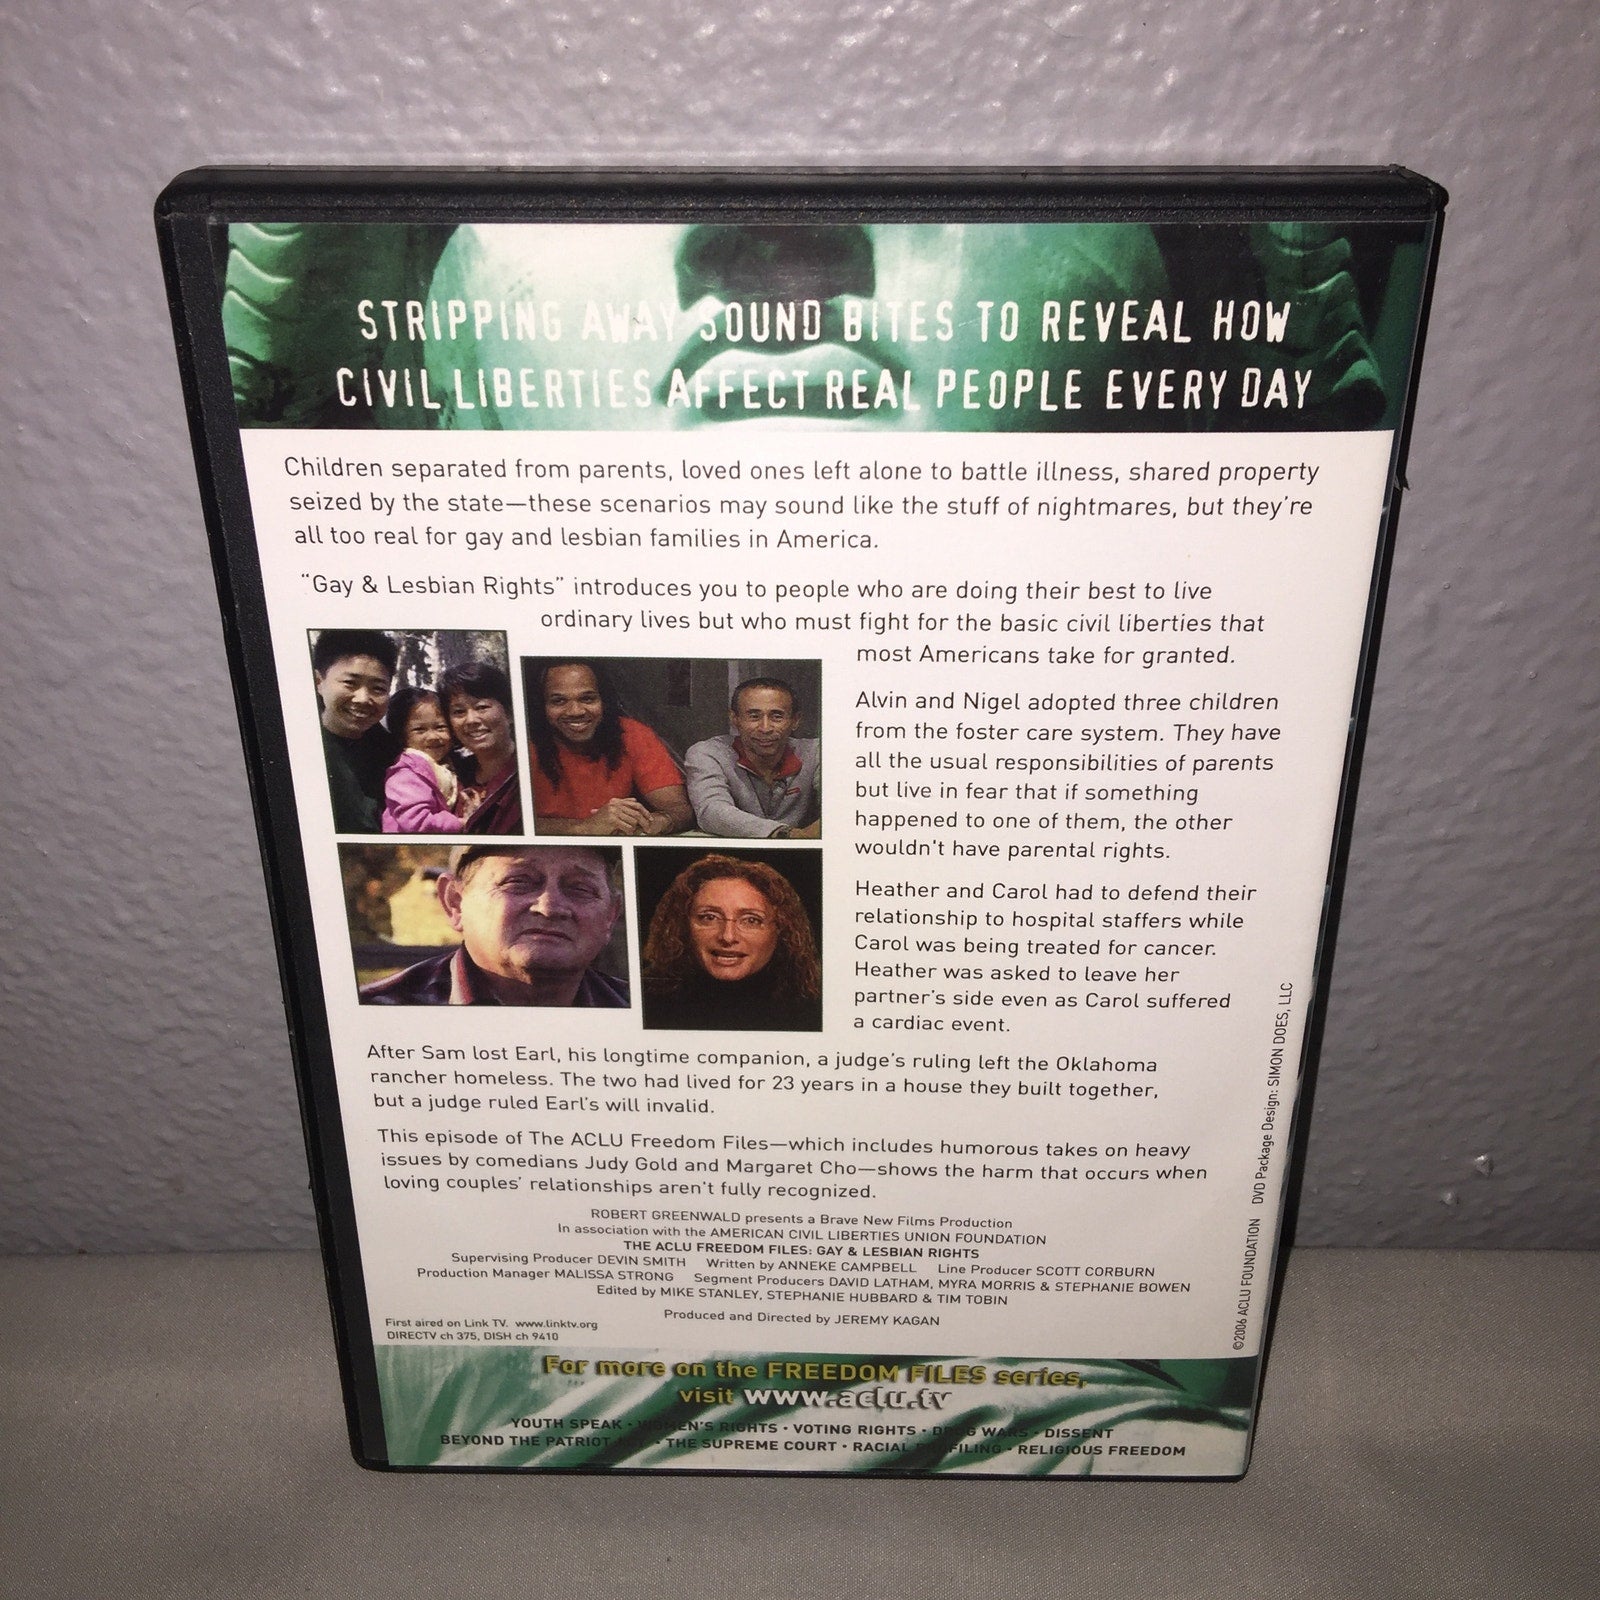 STRIPPING AWAY SOUND BITES TO REVEAL HOW
CIVIL LIBERTIES AFFECT REAL PEOPLE EVERY DAY
Children separated from parents, loved ones left alone to battle illness, shared property
seized by the state—these scenarios may sound like the stuff of nightmares, but they're
all too real for gay and lesbian families in America.
"Gay & Lesbian Rights" introduces you to people who are doing their best to live
ordinary lives but who must fight for the basic civil liberties that
most Americans take for granted.
Alvin and Nigel adopted three children
from the foster care system. They have
all the usual responsibilities of parents
but live in fear that if something
happened to one of them, the other
wouldn't have parental rights.
Heather and Carol had to defend their
relationship to hospital staffers while
Carol was being treated for cancer.
Heather was asked to leave her
partner's side even as Carol suffered
a cardiac event.
After Sam lost Earl, his longtime companion, a judge's ruling left the Oklahoma
rancher homeless. The two had lived for 23 years in a house they built together,
but a judge ruled Earl's will invalid.
This episode of The ACLU Freedom Files—which includes humorous takes on heavy
issues by comedians Judy Gold and Margaret Cho—shows the harm that occurs when
loving couples' relationships aren't fully recognized.
ROBERT GREENWALD presents a Brave New Films Production
In association with the AMERICAN CIVIL LIBERTIES UNION FOUNDATION
THE ACLU FREEDOM FILES: GAY & LESBIAN RIGHTS
Supervising Producer DEVIN SMITH Written by ANNEKE CAMPBELL Line Producer SCOTT CORBURN
Production Manager MALISSA STRONG Segment Producers DAVID LATHAM, MYRA MORRIS & STEPHANIE BOWEN
Edited by MIKE STANLEY, STEPHANIE HUBBARD & TIM TOBIN
Produced and Directed by JEREMY KAGAN
First aired on Link TV. www.linktv.org
DIRECTV ch 375, DISH ch 9410
©2006 ACLU FOUNDATION DVD Package Design: SIMON DOES, LLC
For more on the FREEDOM FILES series,
visit www.aclu.tv
YOUTH SPEAK • WOMEN'S RIGHTS • VOTING RIGHTS • DRUG WARS • DISSENT
BEYOND THE PATRIOT ACT • THE SUPREME COURT • RACIAL PROFILING • RELIGIOUS FREEDOM